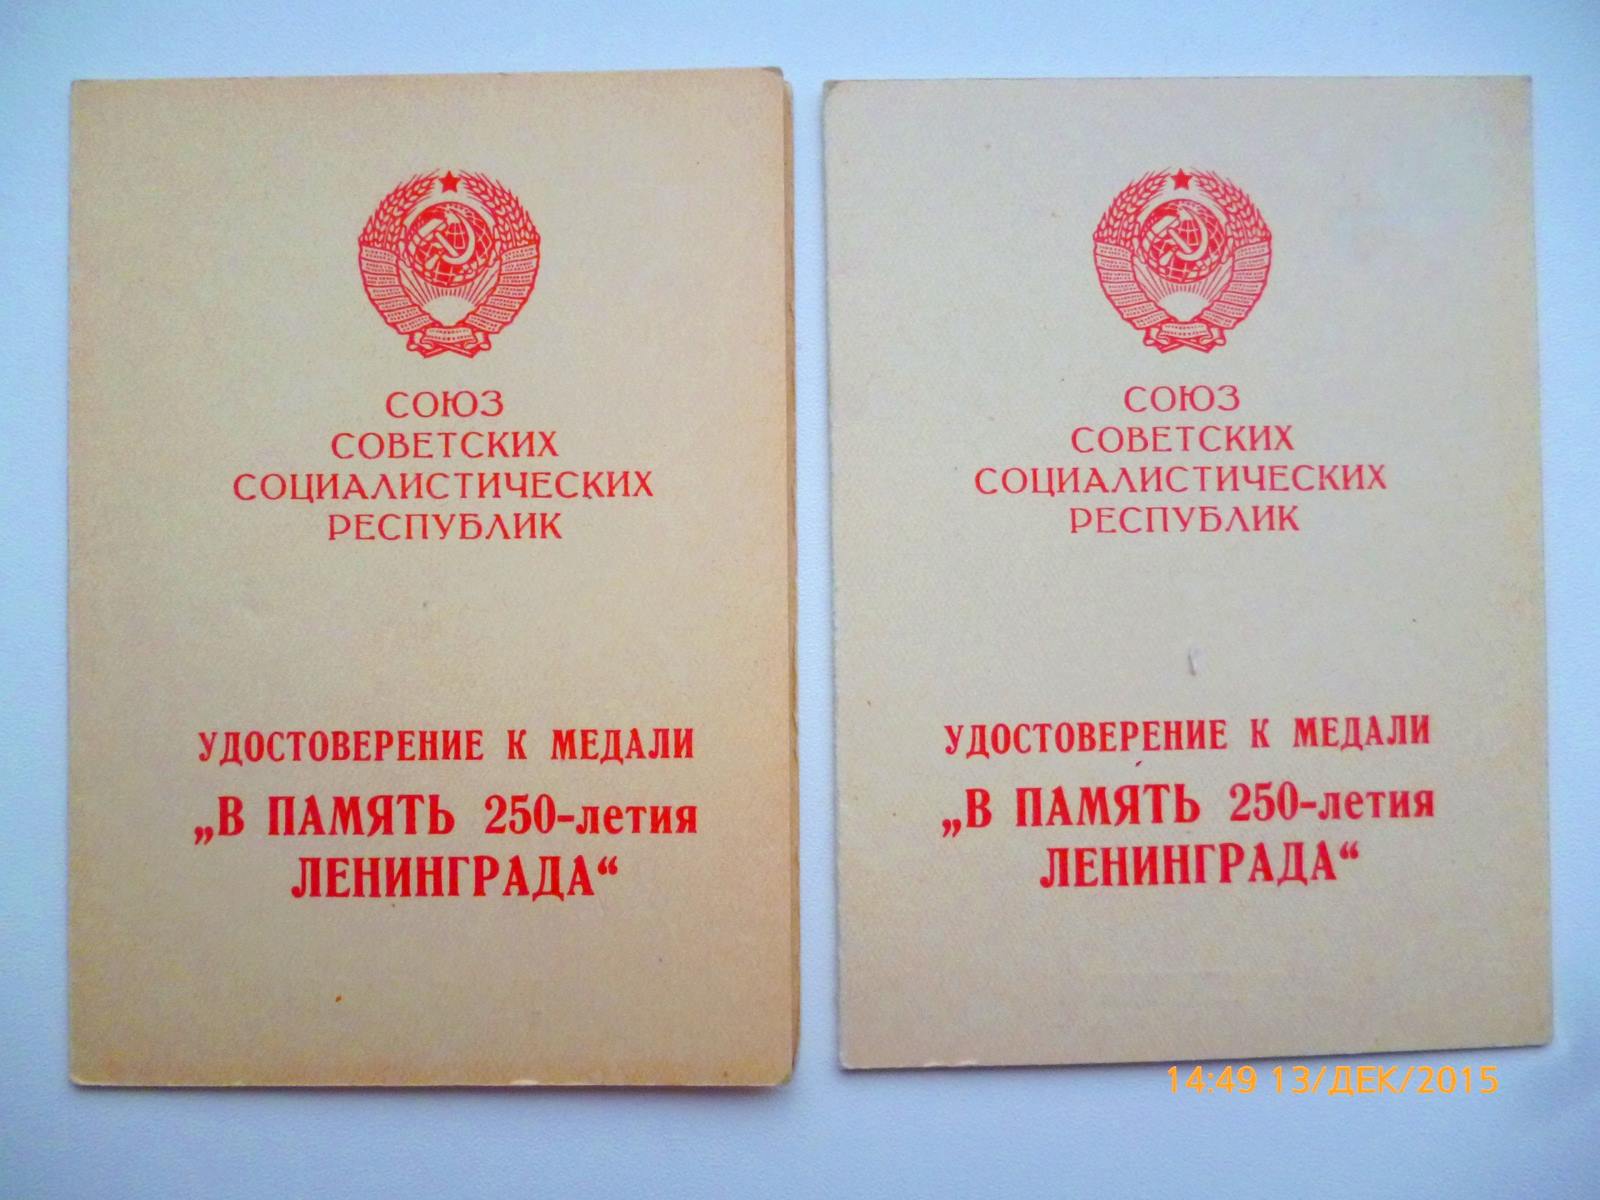 СОЮЗ
СОВЕТСКИХ
СОЦИАЛИСТИЧЕСКИХ
РЕСПУБЛИК
УДОСТОВЕРЕНИЕ К МЕДАЛИ
„В ПАМЯТЬ 250-летия
ЛЕНИНГРАДА“
СОЮЗ
СОВЕТСКИХ
СОЦИАЛИСТИЧЕСКИХ
РЕСПУБЛИК
УДОСТОВЕРЕНИЕ К МЕДАЛИ
„В ПАМЯТЬ 250-летия
ЛЕНИНГРАДА“
14:49 13/ДЕК/2015